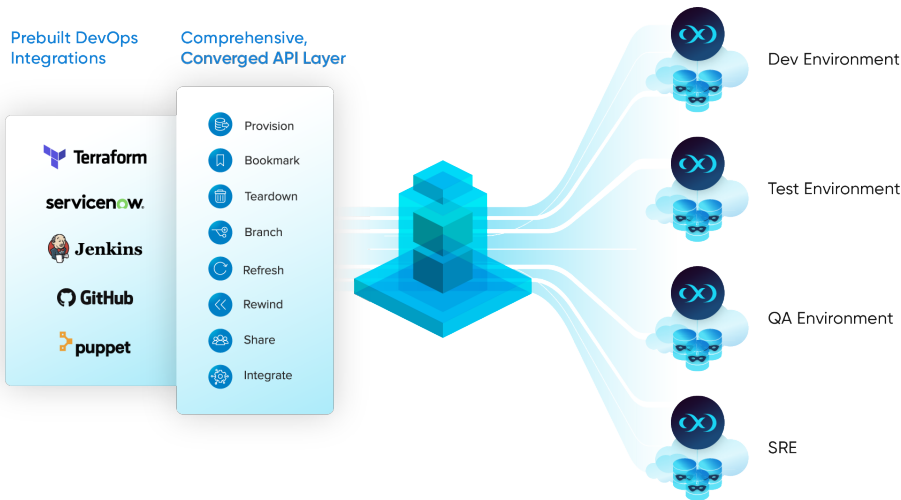 Prebuilt DevOps
Integrations
Comprehensive,
Converged API Layer
Terraform
servicenow.
Jenkins
GitHub
puppet
Provision
Bookmark
Teardown
Branch
Refresh
Rewind
Share
Integrate
Dev Environment
Test Environment
QA Environment
SRE